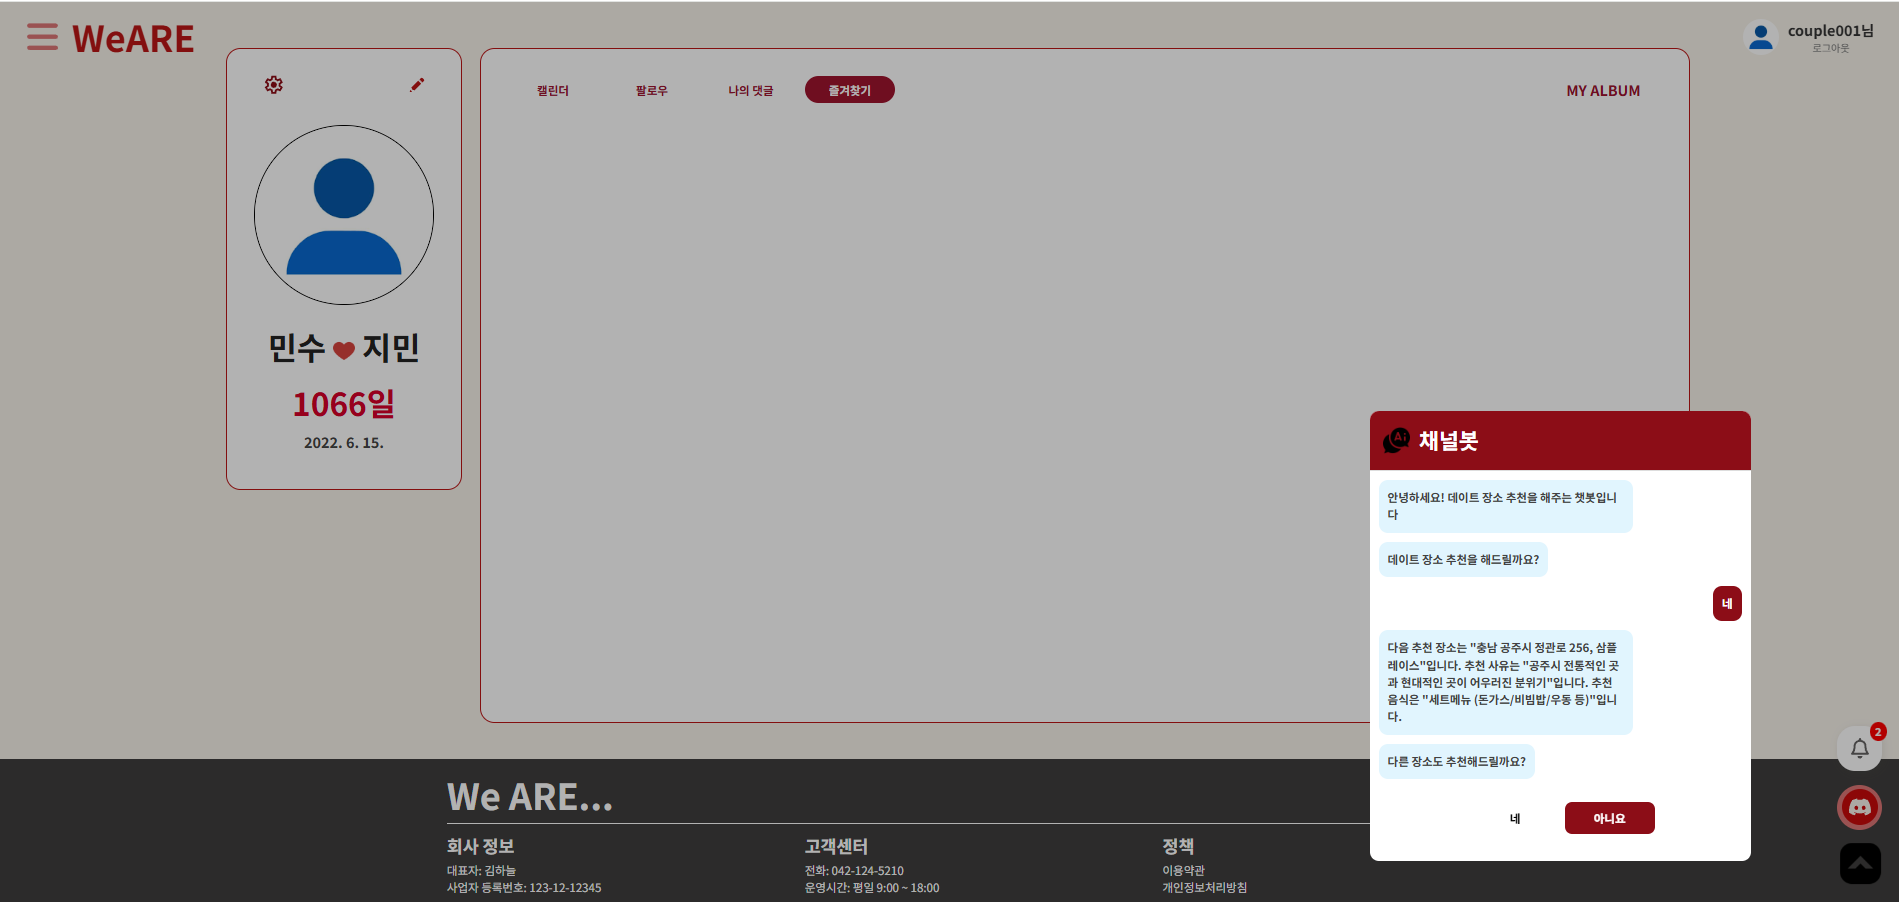 WeARE
couple001님
로그아웃
캘린더
팔로우
나의 댓글
즐겨찾기
MY ALBUM
민수
지민
1066일
2022. 6. 15.
Ai
채널봇
안녕하세요! 데이트 장소 추천을 해주는 챗봇입니
다
데이트 장소 추천을 해드릴까요?
네
다음 추천 장소는 "충남 공주시 정관로 256, 삼플
레이스"입니다. 추천 사유는 "공주시 전통적인 곳
과 현대적인 곳이 어우러진 분위기"입니다. 추천
음식은 "세트메뉴 (돈가스/비빔밥/우동 등)"입니
다.
다른 장소도 추천해드릴까요?
네
아니요
2
We ARE...
회사 정보
대표자: 김하늘
사업자 등록번호: 123-12-12345
고객센터
전화: 042-124-5210
운영시간: 평일 9:00 ~ 18:00
정책
이용약관
개인정보처리방침